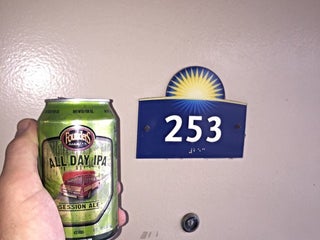 Founders
ALL DAY IPA
SESSION ALE
253